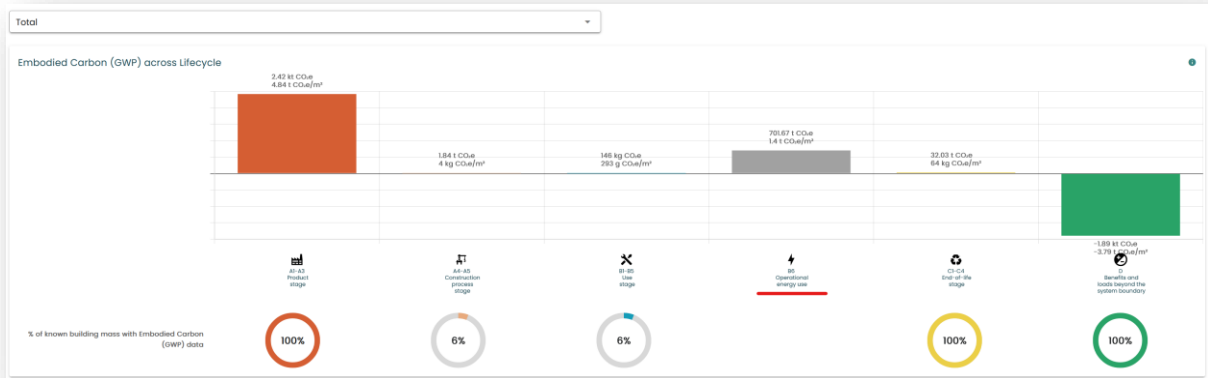 Total
Embodied Carbon (GWP) across Lifecycle
2.42 kt CO₂e
4.84 t CO₂e/m²
1.84 t CO₂e
4 kg CO₂e/m²
146 kg CO₂e
293 g CO₂e/m²
701.67 t CO₂e
1.4 t CO₂e/m²
32.03 t CO₂e
64 kg CO₂e/m²
-1.89 kt CO₂e
-3.79 t CO₂e/m²
A1-A3
Product
stage
A4-A5
Construction
process
stage
B1-B5
Use
stage
B6
Operational
energy use
C1-C4
End-of-life
stage
D
Benefits and
loads beyond the
system boundary
% of known building mass with Embodied Carbon
(GWP) data
100%
6%
6%
100%
100%